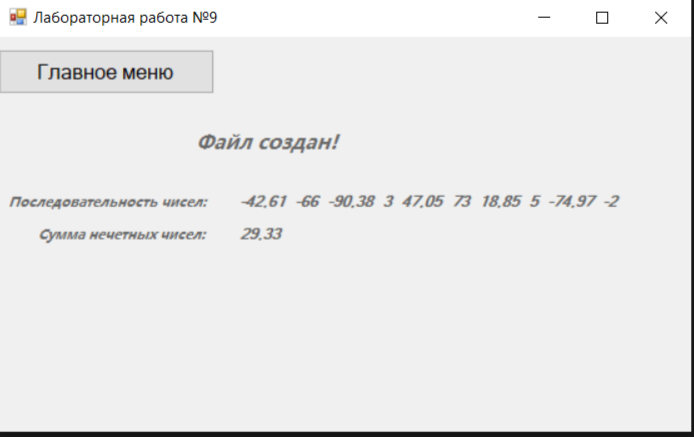 Лабораторная работа №9
Главное меню
Файл создан!
Последовательность чисел: -42,61 -66 -90,38 3 47,05 73 18,85 5 -74,97 -2
Сумма нечетных чисел: 29,33